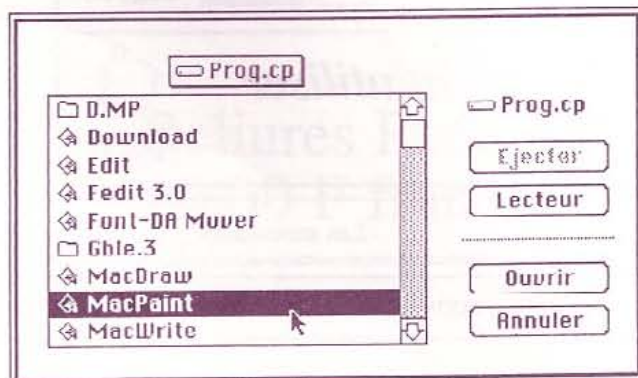 Prog.cp
D.MP
Download
Edit
Fedit 3.0
Font-DA Muver
Ghle.3
MacDraw
MacPaint
MacWrite
Prog.cp
Ejecter
Lecteur
Ouvrir
Annuler